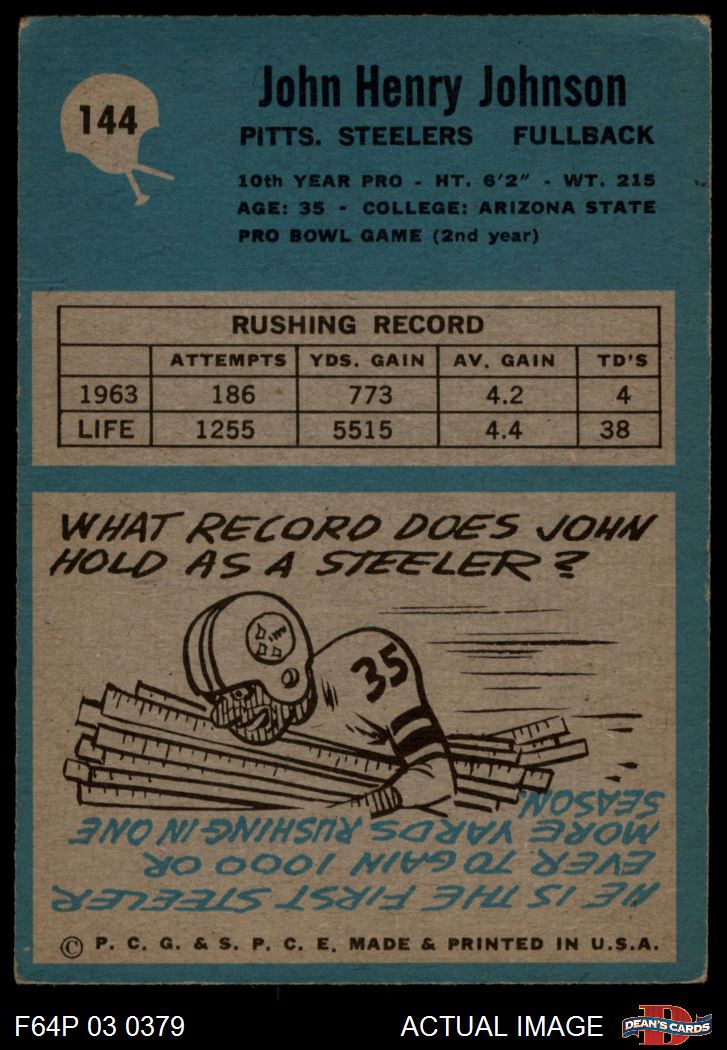 144
John Henry Johnson
PITTS. STEELERS FULLBACK
10th YEAR PRO - HT. 6'2" - WT. 215
AGE: 35 - COLLEGE: ARIZONA STATE
PRO BOWL GAME (2nd year)
RUSHING RECORD
ATTEMPTS YDS. GAIN AV. GAIN TD'S
1963 186 773 4.2 4
LIFE 1255 5515 4.4 38
WHAT RECORD DOES JOHN
HOLD AS A STEELER?
35
HE IS THE FIRST STEELER
EVER TO GAIN 1000 OR
MORE YARDS RUSHING IN ONE
SEASON.
© P. C. G. & S. P. C. E. MADE & PRINTED IN U.S.A.
F64P 03 0379 ACTUAL IMAGE
D
DEAN'S CARDS